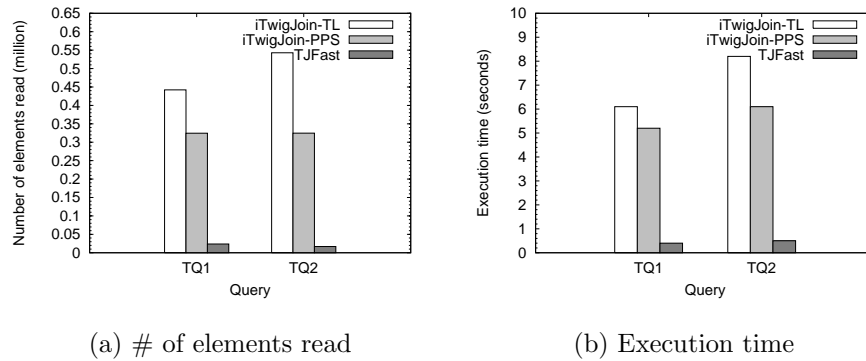 0.65
0.6
0.55
0.5
0.45
0.4
0.35
0.3
0.25
0.2
0.15
0.1
0.05
0
Number of elements read (million)
iTwigJoin-TL
iTwigJoin-PPS
TJFast
TQ1 TQ2
Query
(a) # of elements read
10
9
8
7
6
5
4
3
2
1
0
Execution time (seconds)
iTwigJoin-TL
iTwigJoin-PPS
TJFast
TQ1 TQ2
Query
(b) Execution time